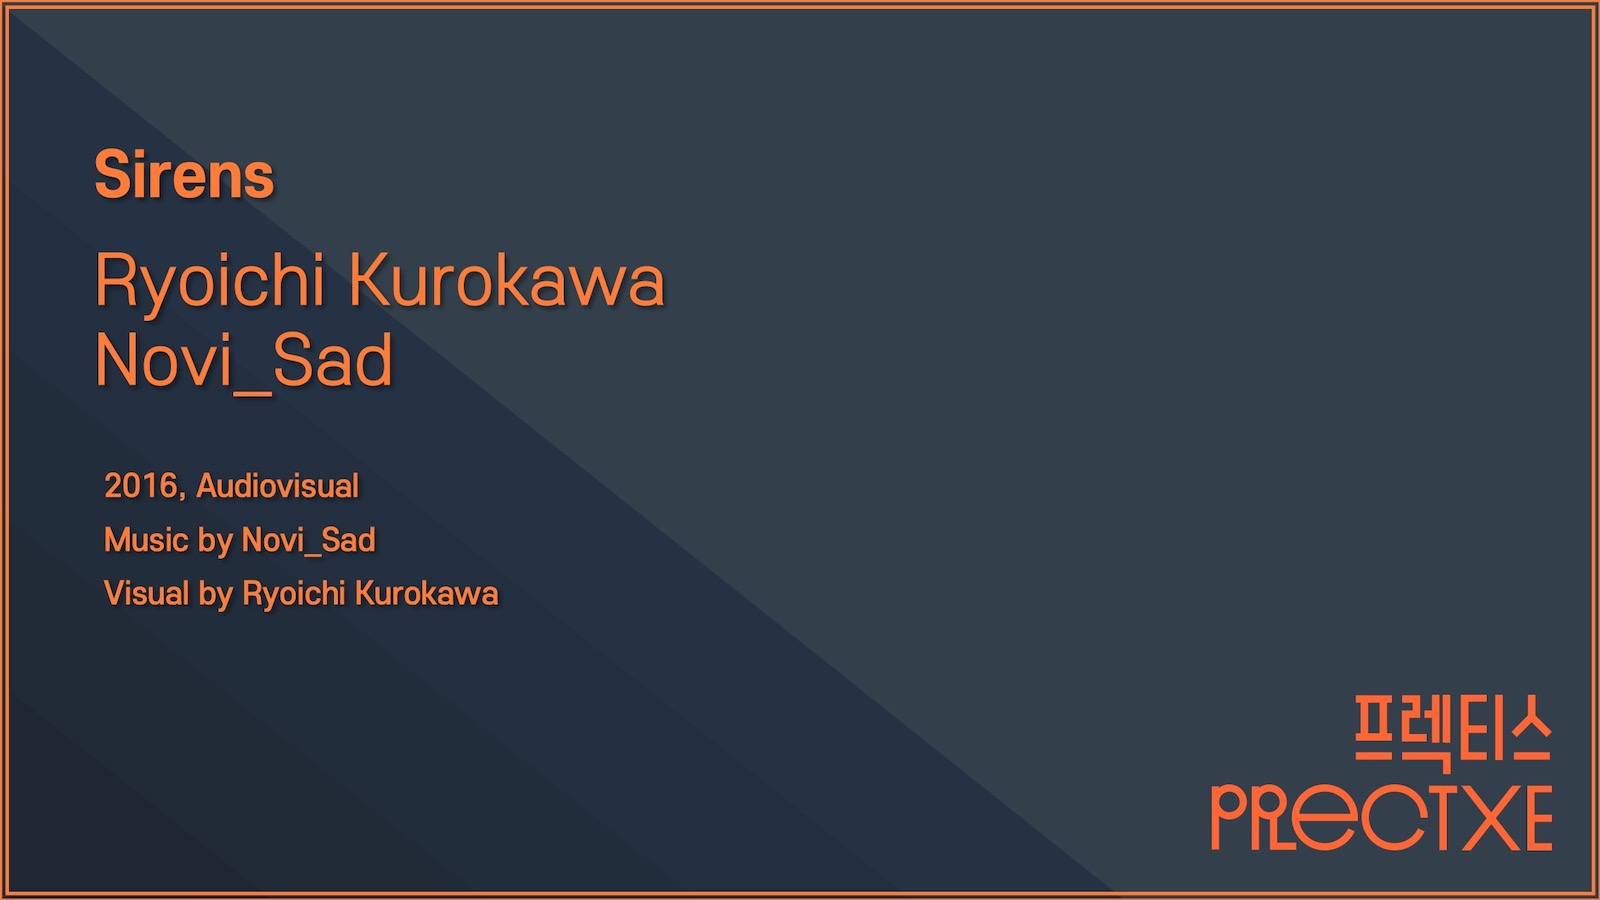 Sirens
Ryoichi Kurokawa
Novi_Sad
2016, Audiovisual
Music by Novi_Sad
Visual by Ryoichi Kurokawa
프렉티스
PRECTXE